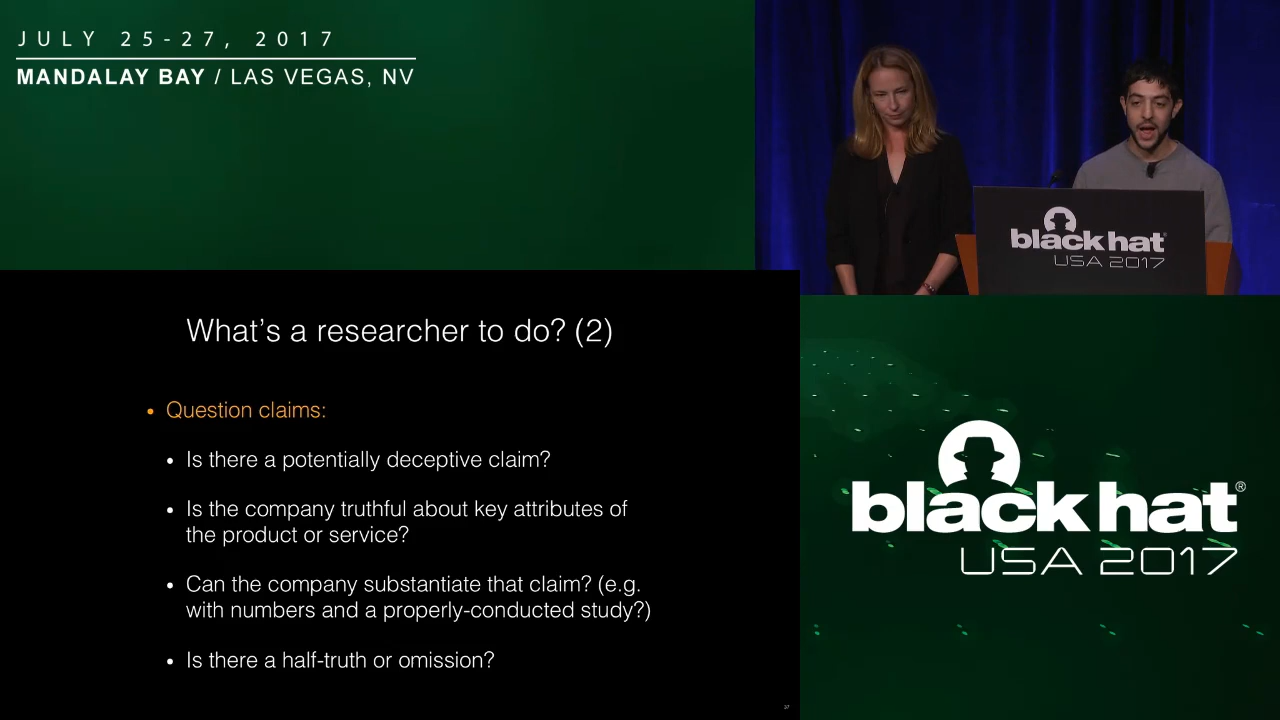 JULY 25-27, 2017
MANDALAY BAY / LAS VEGAS, NV
black hat
USA 2017
What's a researcher to do? (2)
• Question claims:
• Is there a potentially deceptive claim?
• Is the company truthful about key attributes of
the product or service?
• Can the company substantiate that claim? (e.g.
with numbers and a properly-conducted study?)
• Is there a half-truth or omission?
37
black hat®
USA 2017